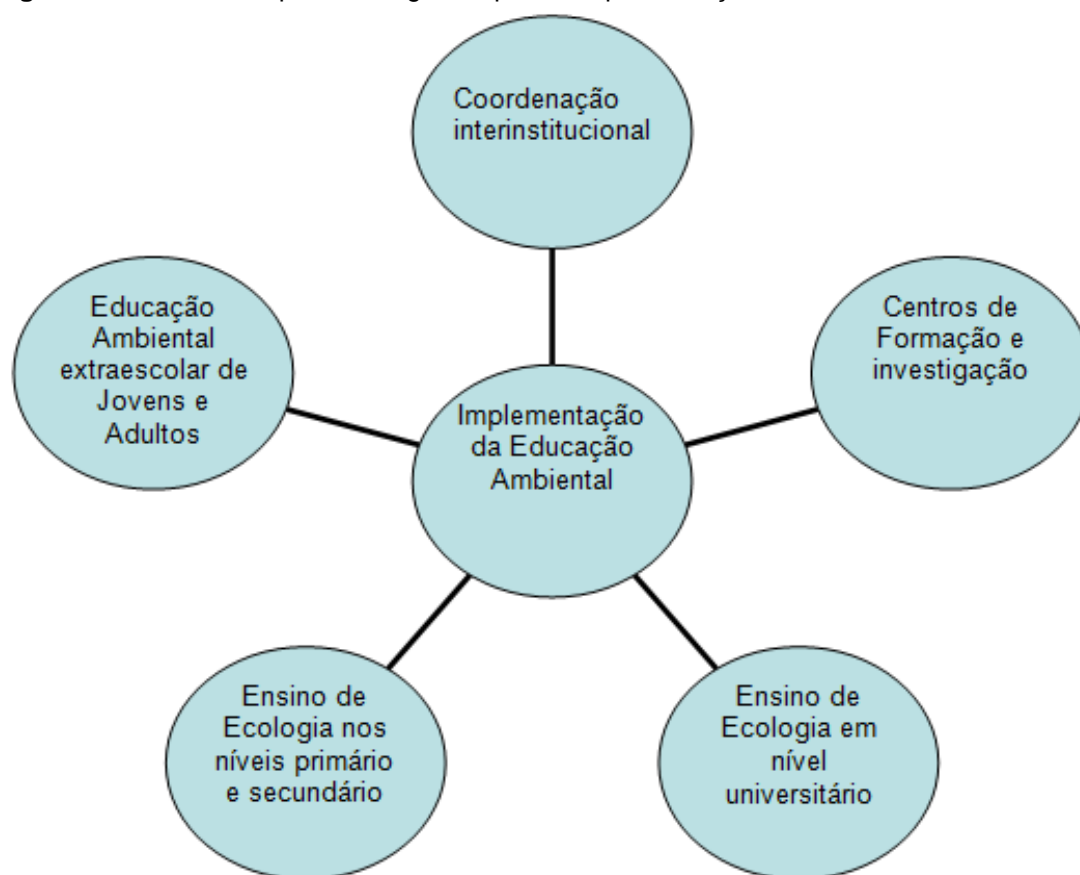 Coordenação
interinstitucional
Educação
Ambiental
extraescolar de
Jovens e
Adultos
Centros de
Formação e
investigação
Implementação
da Educação
Ambiental
Ensino de
Ecologia nos
níveis primário
e secundário
Ensino de
Ecologia em
nível
universitário